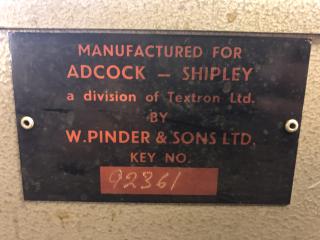 MANUFACTURED FOR
ADCOCK — SHIPLEY
a division of Textron Ltd.
BY
W.PINDER & SONS LTD,
KEY NO.
92361